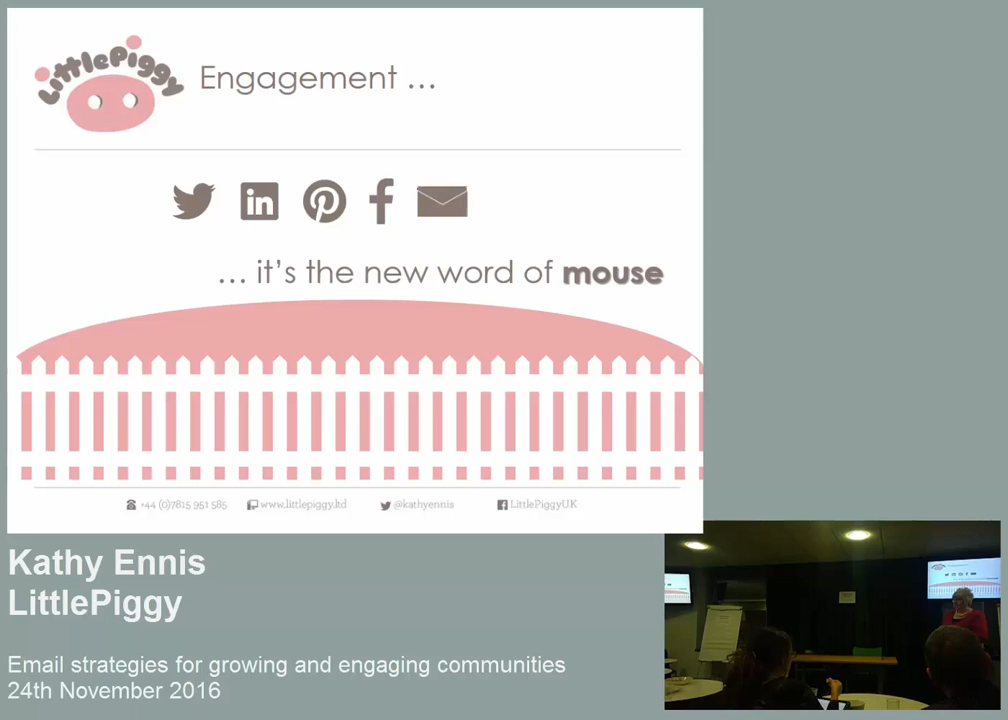 LittlePiggy
Engagement …
… it's the new word of mouse
+44 (0)7815 951 585
www.littlepiggy.ltd
@kathyennis
LittlePiggyUK
Kathy Ennis
LittlePiggy
Email strategies for growing and engaging communities
24th November 2016